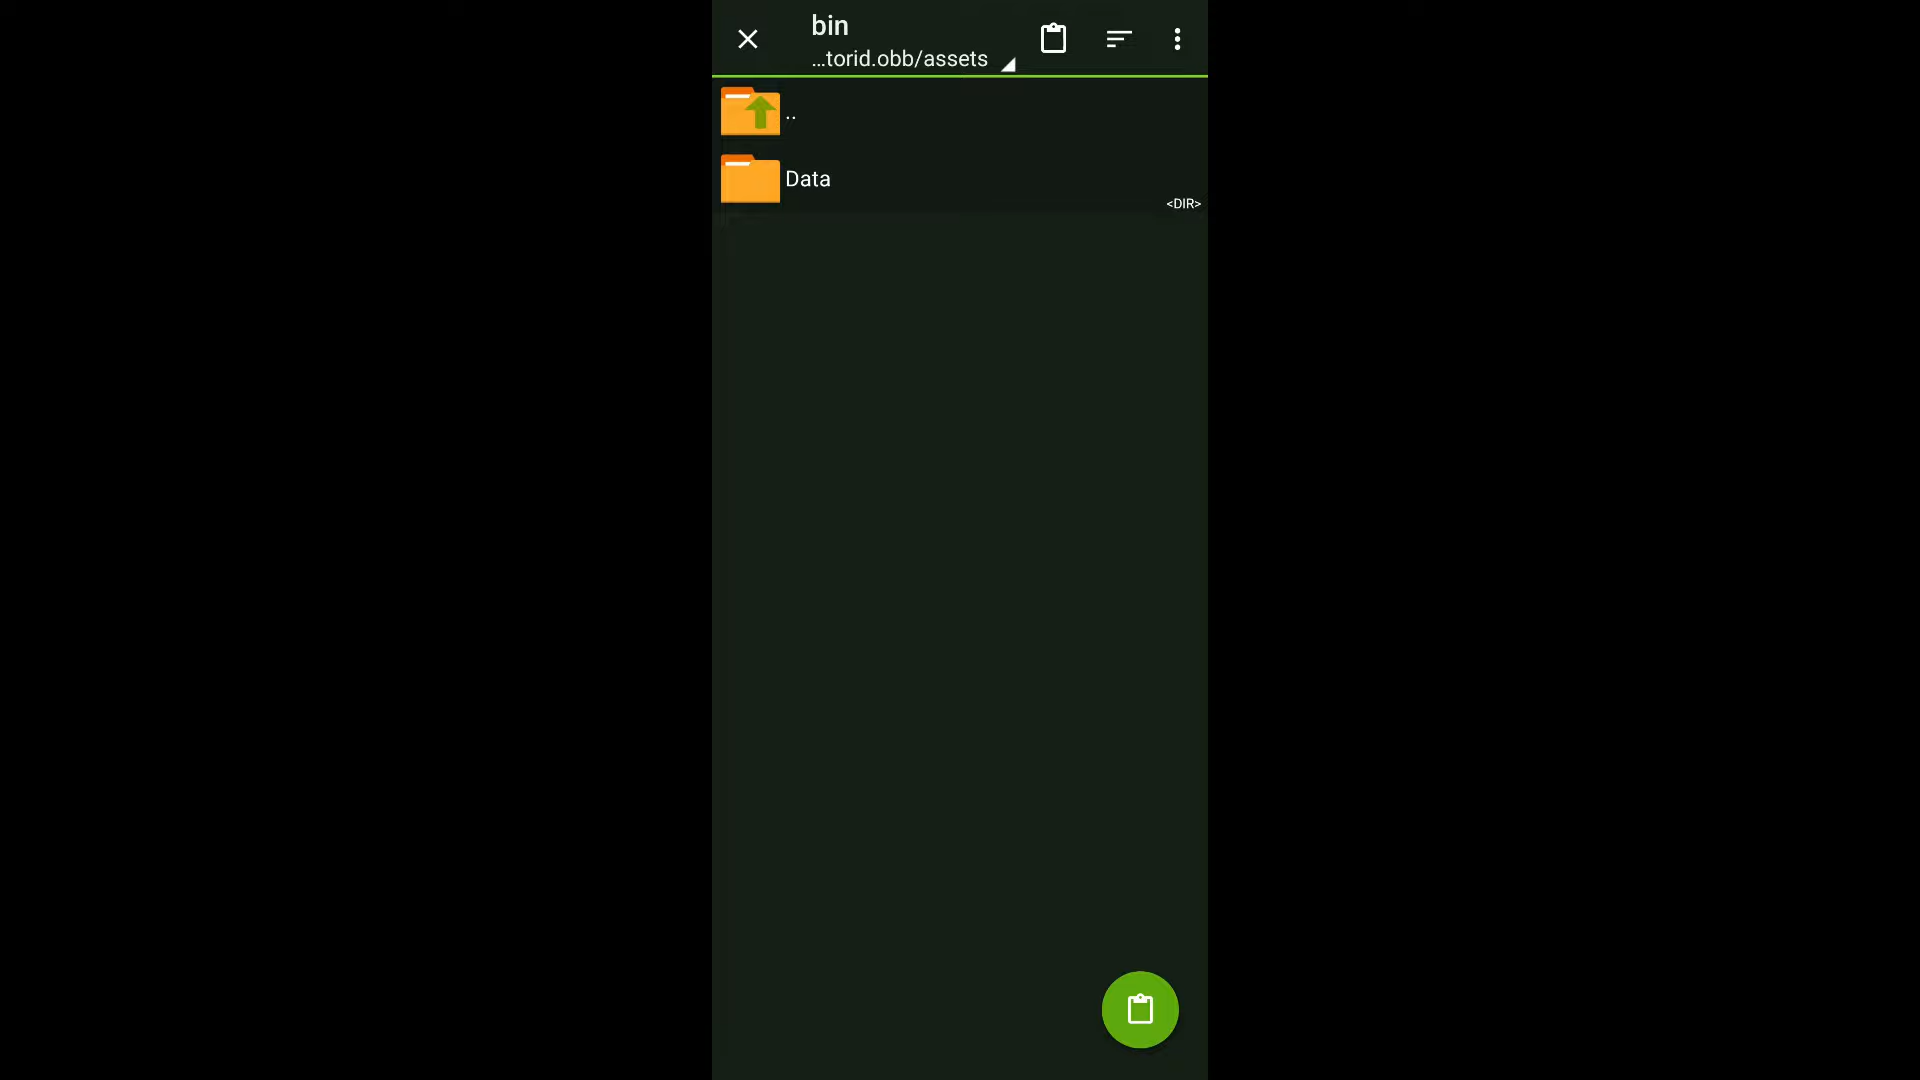 bin
...torid.obb/assets
..
Data
<DIR>